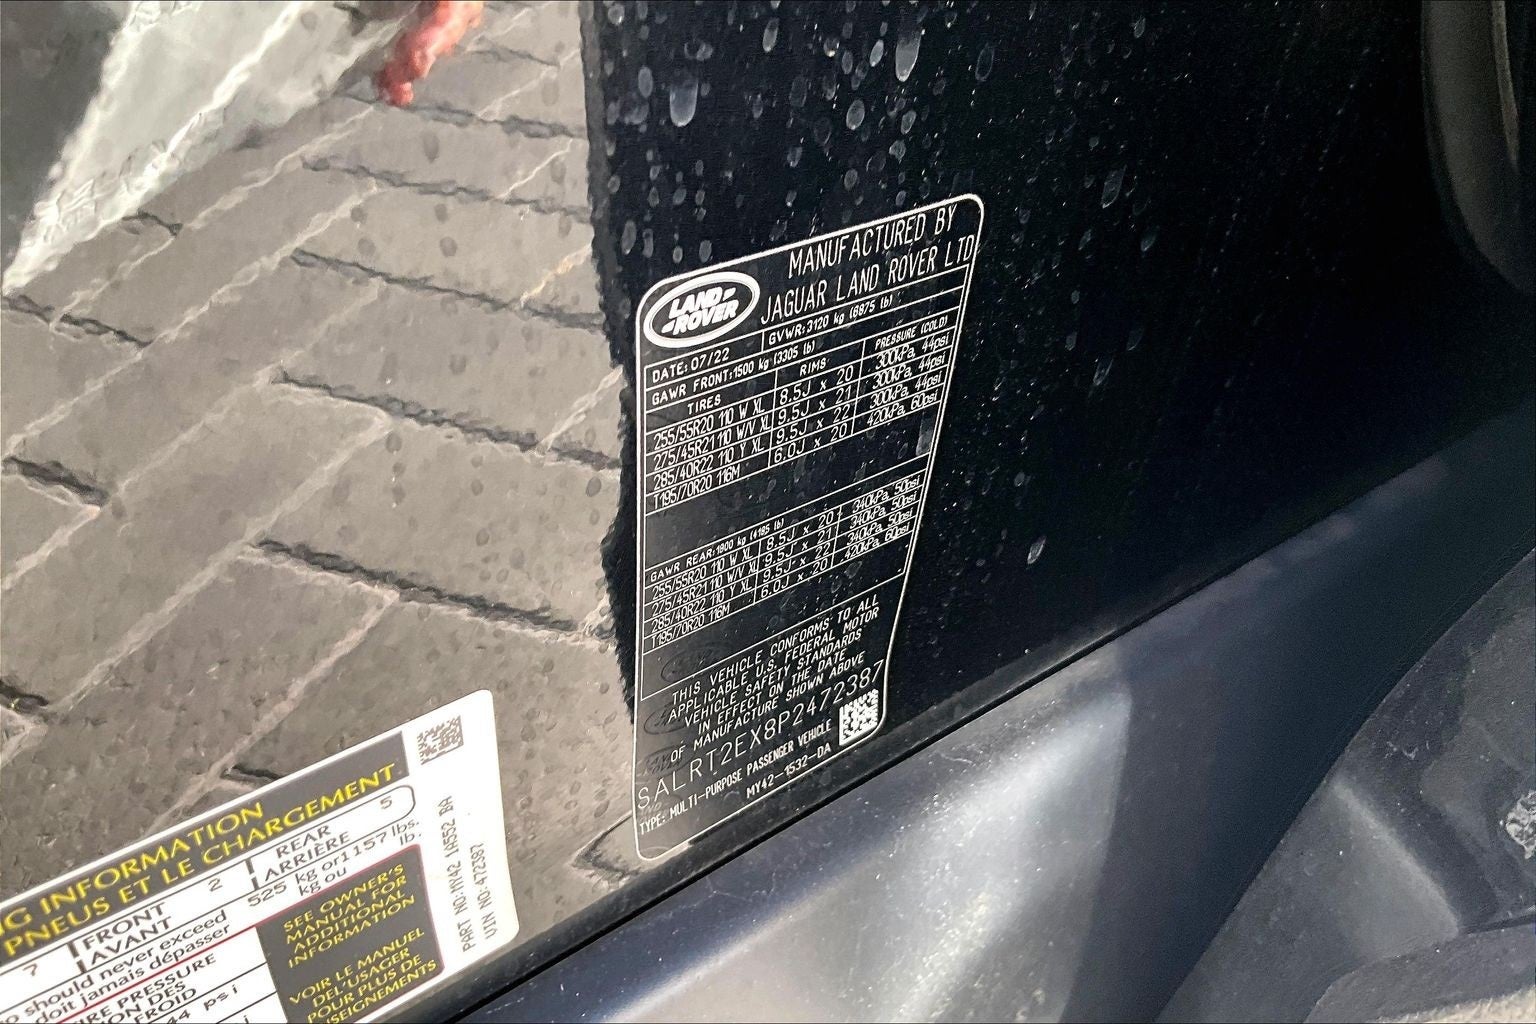 LAND ROVER
MANUFACTURED BY
JAGUAR LAND ROVER LTD
DATE: 07/22 GVWR: 3120 kg (6875 lb)
GAWR FRONT: 1500 kg (3305 lb)
TIRES RIMS PRESSURE (COLD)
255/55R20 110 W XL 8.5J x 20 300kPa, 44psi
275/45R21 110 W/V XL 9.5J x 21 300kPa, 44psi
285/40R22 110 Y XL 9.5J x 22 300kPa, 44psi
T195/70R20 116M 6.0J x 20 420kPa, 60psi
GAWR REAR: 1900 kg (4185 lb)
255/55R20 110 W XL 8.5J x 20 340kPa, 50psi
275/45R21 110 W/V XL 9.5J x 21 340kPa, 50psi
285/40R22 110 Y XL 9.5J x 22 340kPa, 50psi
T195/70R20 116M 6.0J x 20 420kPa, 60psi
THIS VEHICLE CONFORMS TO ALL
APPLICABLE U.S. FEDERAL MOTOR
VEHICLE SAFETY STANDARDS
IN EFFECT ON THE DATE
OF MANUFACTURE SHOWN ABOVE
SALRT2EX8P2472387
TYPE: MULTI-PURPOSE PASSENGER VEHICLE
MY42-1532-DA
INFORMATION
PNEUS ET LE CHARGEMENT
7 FRONT AVANT 2 REAR ARRIÈRE 5
should never exceed 525 kg or 1157 lbs.
doit jamais dépasser kg ou lb.
PRESSURE
FROID
44 psi
SEE OWNER'S
MANUAL FOR
ADDITIONAL
INFORMATION
VOIR LE MANUEL
DEL'USAGER
POUR PLUS DE
PART NO: MY42 1H552 BA
VIN NO: 472387